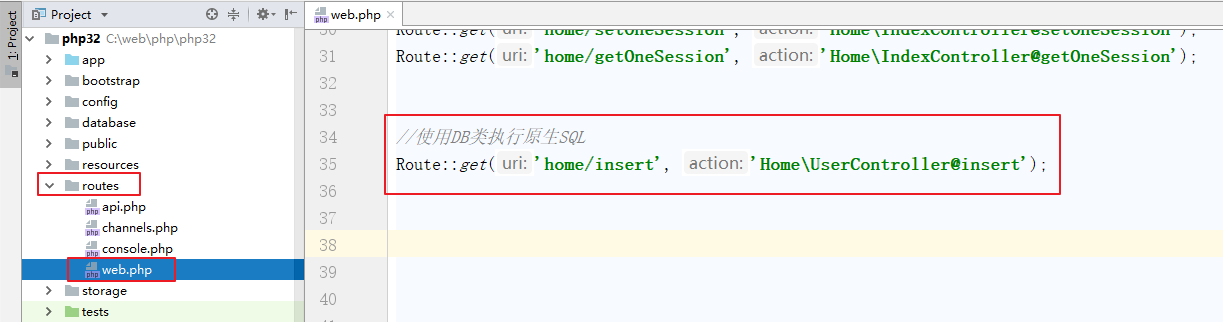 1: Project
Project
php32 C:\web\php\php32
app
bootstrap
config
database
public
resources
routes
api.php
channels.php
console.php
web.php
storage
tests
web.php
30 Route::get( uri: 'home/setOneSession', action: 'Home\IndexController@setOneSession');
31 Route::get( uri: 'home/getOneSession', action: 'Home\IndexController@getOneSession');
32
33
34 //使用DB类执行原生SQL
35 Route::get( uri: 'home/insert', action: 'Home\UserController@insert');
36
37
38
39
40